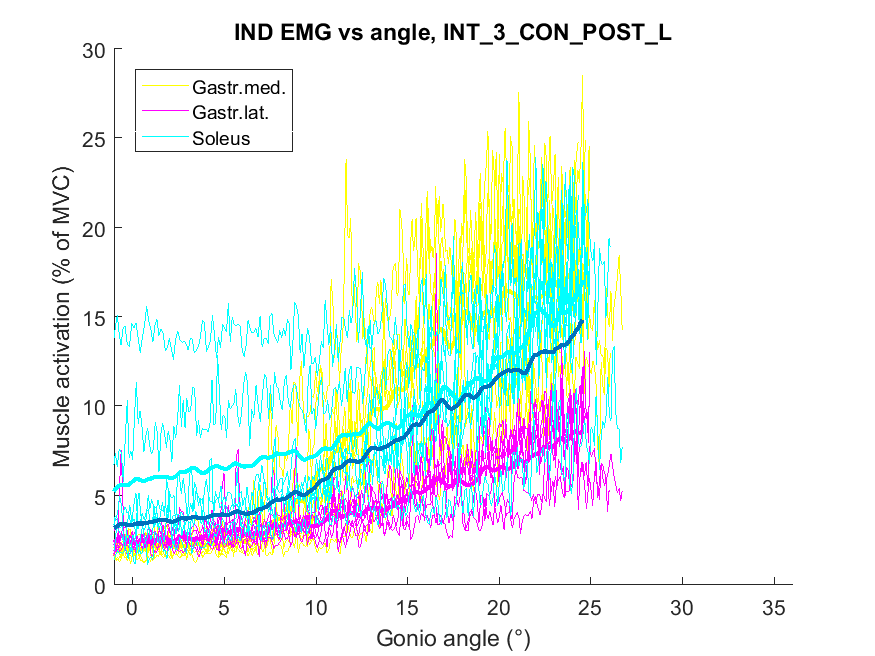 IND EMG vs angle, INT_3_CON_POST_L
30
25
20
15
10
5
0
Muscle activation (% of MVC)
Gastr.med.
Gastr.lat.
Soleus
0 5 10 15 20 25 30 35
Gonio angle (°)